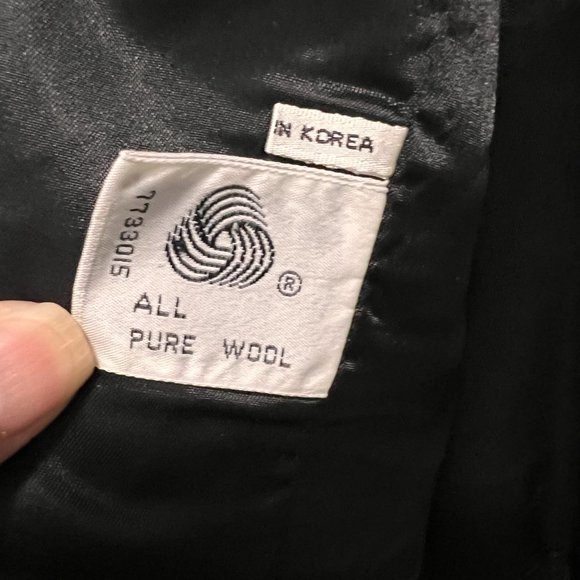 IN KOREA
7733015
®
ALL
PURE WOOL